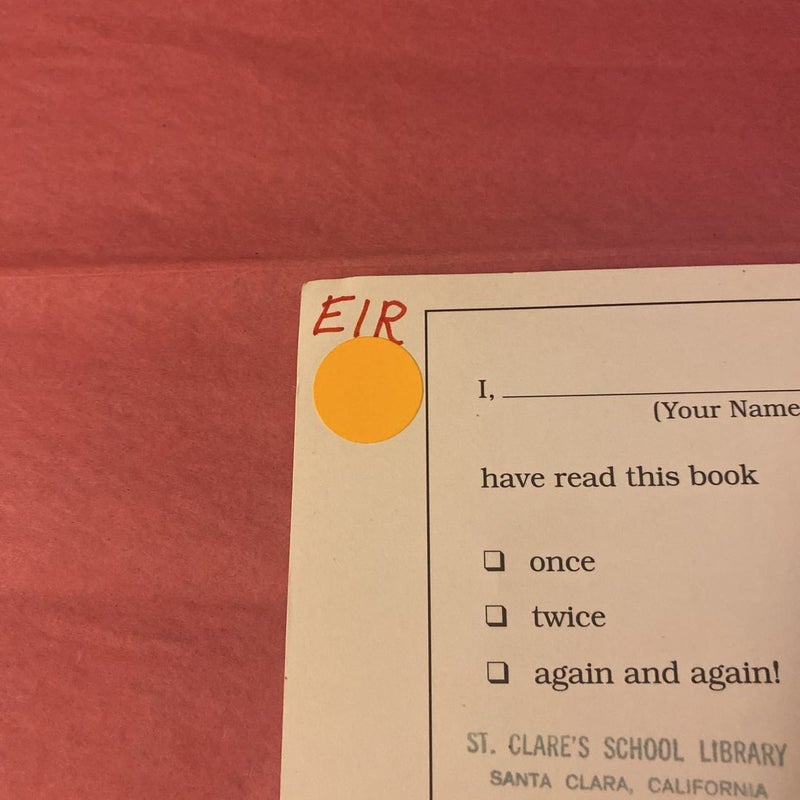 EIR
I,
(Your Name
have read this book
❑ once
❑ twice
❑ again and again!
ST. CLARE'S SCHOOL LIBRARY
SANTA CLARA, CALIFORNIA